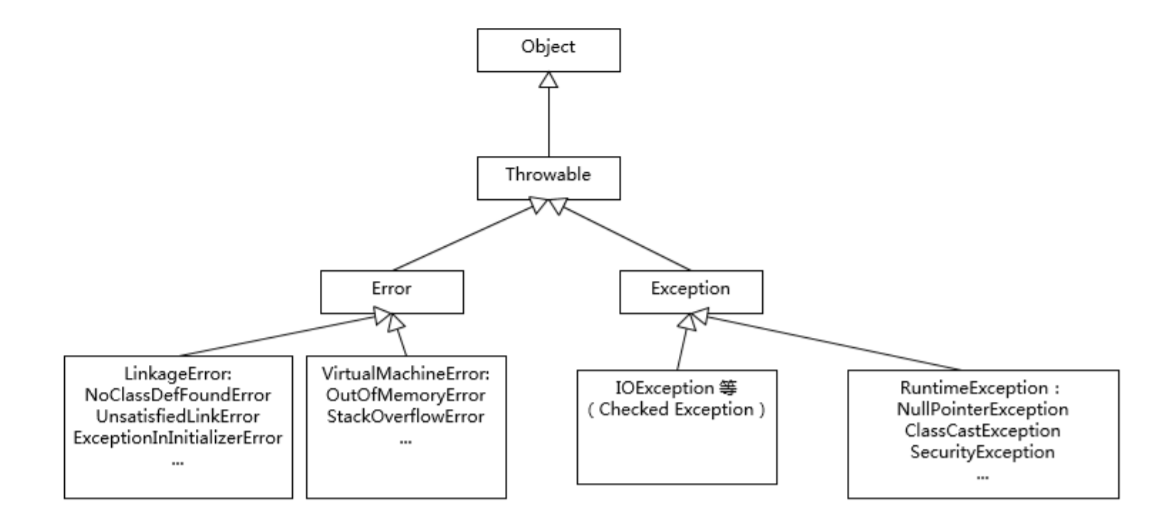 Object
Throwable
Error
Exception
LinkageError:
NoClassDefFoundError
UnsatisfiedLinkError
ExceptionInInitializerError
...
VirtualMachineError:
OutOfMemoryError
StackOverflowError
...
IOException 等
（Checked Exception）
RuntimeException：
NullPointerException
ClassCastException
SecurityException
...